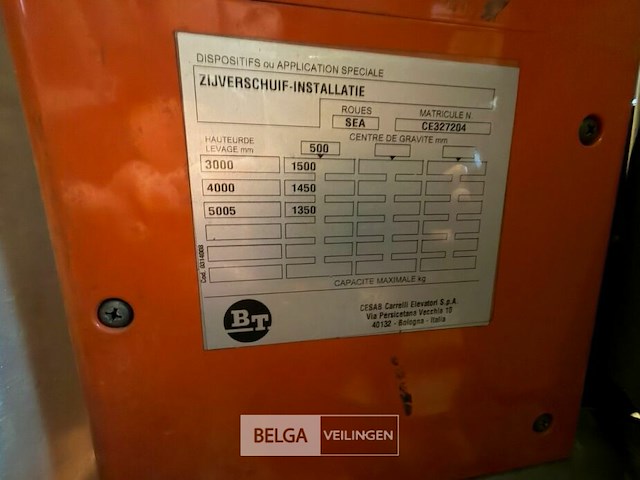 DISPOSITIFS ou APPLICATION SPECIALE
ZIJVERSCHUIF-INSTALLATIE
ROUES
MATRICULE N.
SEA
CE327204
HAUTEURDE
LEVAGE mm
CENTRE DE GRAVITE mm
500
3000 1500
4000 1450
5005 1350
CAPACITE MAXIMALE kg
BT
CESAB Carrelli Elevatori S.p.A.
Via Persicetana Vecchia 10
40132 - Bologna - Italia
BELGA VEILINGEN